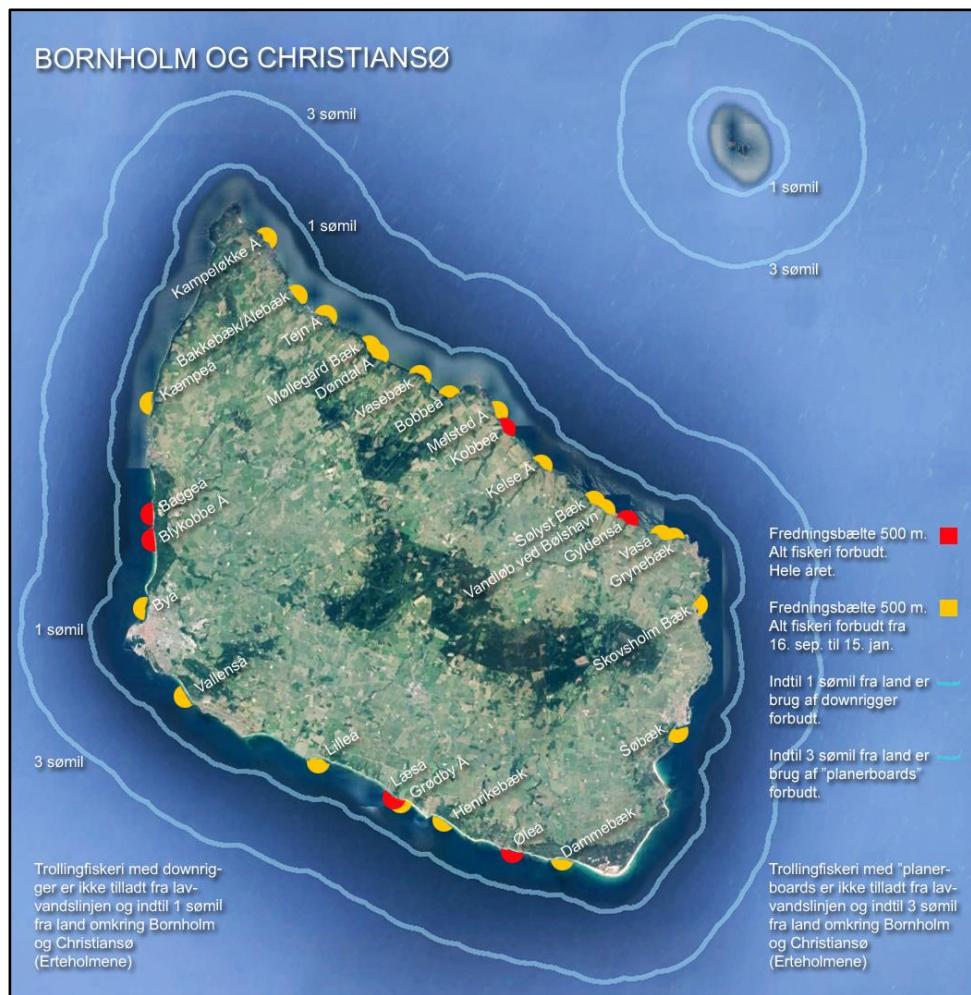 BORNHOLM OG CHRISTIANSØ
3 sømil
1 sømil
1 sømil
3 sømil
Kampeløkke Å
Bakkebæk/Ålebæk
Tejn Å
Møllegård Bæk
Døndal Å
Vasebæk
Bobbeå
Melsted Å
Kobbeå
Kelse Å
Sølyst Bæk
Vandløb ved Bølshavn
Gyldenså
Vaså
Grynebæk
Skovsholm Bæk
Søbæk
Kæmpeå
Baggeå
Blykobbe Å
Byå
1 sømil
Vallenså
3 sømil
Lilleå
Læså
Grødby Å
Henrikebæk
Øleå
Dammebæk
Fredningsbælte 500 m.
Alt fiskeri forbudt.
Hele året.
Fredningsbælte 500 m.
Alt fiskeri forbudt fra
16. sep. til 15. jan.
Indtil 1 sømil fra land er
brug af downrigger
forbudt.
Indtil 3 sømil fra land er
brug af "planerboards"
forbudt.
Trollingfiskeri med downrig-
ger er ikke tilladt fra lav-
vandslinjen og indtil 1 sømil
fra land omkring Bornholm
og Christiansø
(Erteholmene)
Trollingfiskeri med "planer-
boards er ikke tilladt fra lav-
vandslinjen og indtil 3 sømil
fra land omkring Bornholm
og Christiansø
(Erteholmene)